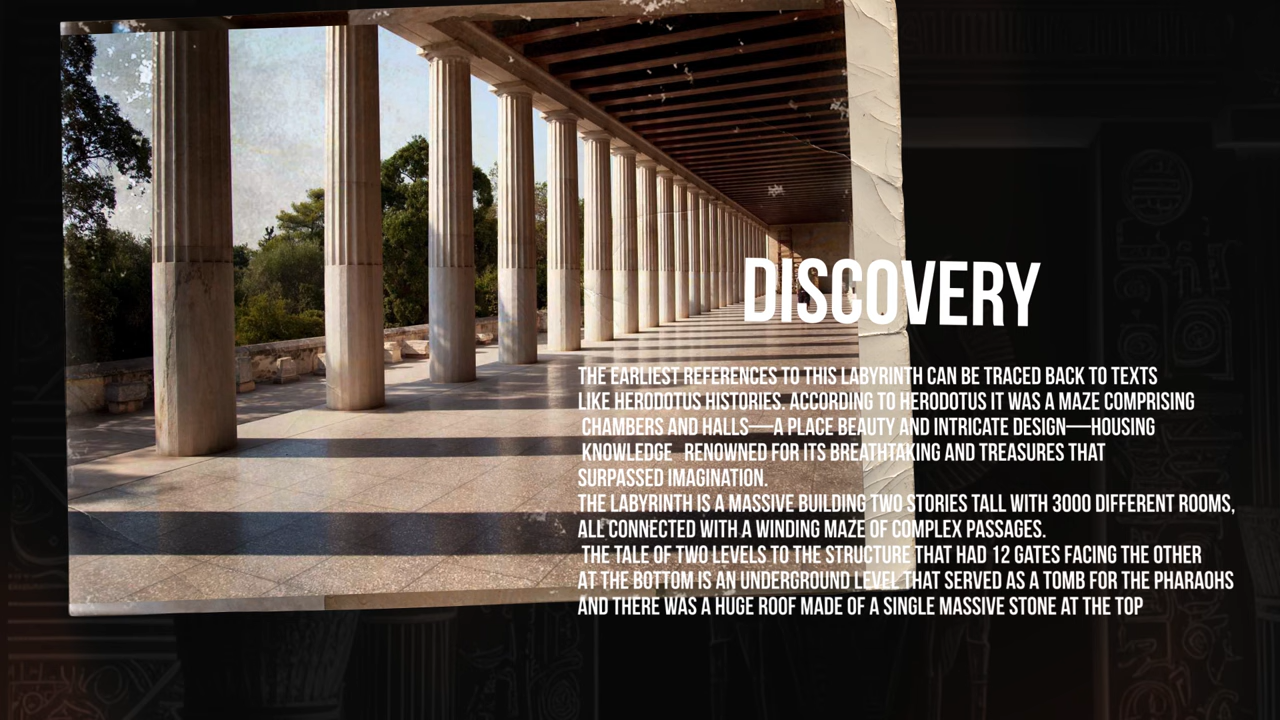 DISCOVERY
THE EARLIEST REFERENCES TO THIS LABYRINTH CAN BE TRACED BACK TO TEXTS
LIKE HERODOTUS HISTORIES. ACCORDING TO HERODOTUS IT WAS A MAZE COMPRISING
CHAMBERS AND HALLS—A PLACE BEAUTY AND INTRICATE DESIGN—HOUSING
KNOWLEDGE RENOWNED FOR ITS BREATHTAKING AND TREASURES THAT
SURPASSED IMAGINATION.
THE LABYRINTH IS A MASSIVE BUILDING TWO STORIES TALL WITH 3000 DIFFERENT ROOMS,
ALL CONNECTED WITH A WINDING MAZE OF COMPLEX PASSAGES.
THE TALE OF TWO LEVELS TO THE STRUCTURE THAT HAD 12 GATES FACING THE OTHER
AT THE BOTTOM IS AN UNDERGROUND LEVEL THAT SERVED AS A TOMB FOR THE PHARAOHS
AND THERE WAS A HUGE ROOF MADE OF A SINGLE MASSIVE STONE AT THE TOP